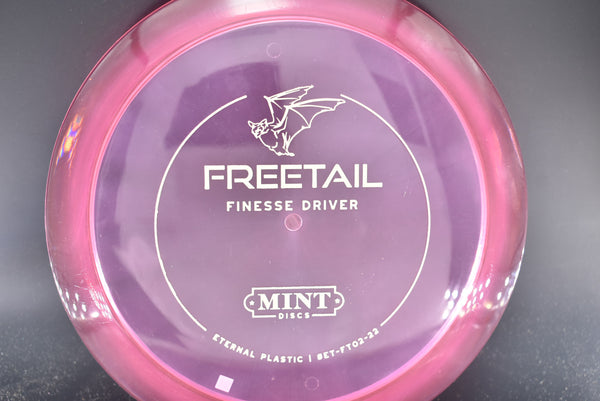 FREETAIL
FINESSE DRIVER
MINT
DISCS
ETERNAL PLASTIC | SET-FT02-22